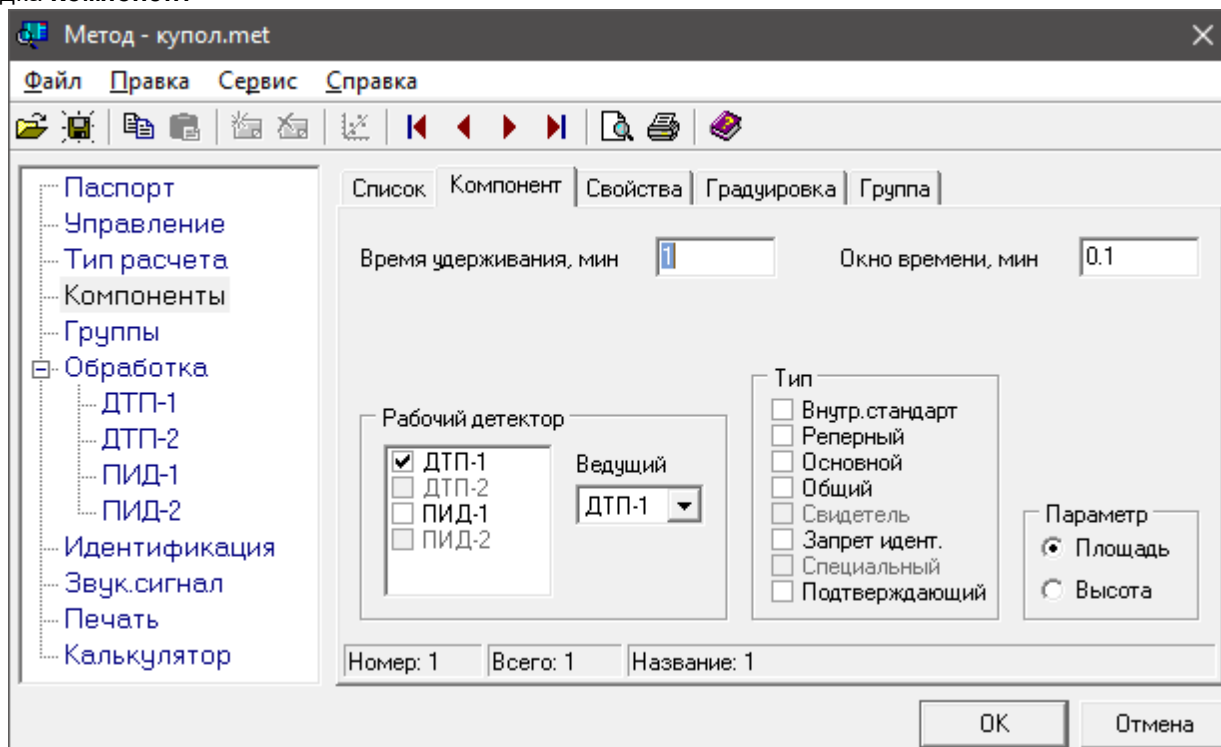 Компонент
Метод - купол.met
Файл Правка Сервис Справка
Паспорт
Управление
Тип расчета
Компоненты
Группы
Обработка
ДТП-1
ДТП-2
ПИД-1
ПИД-2
Идентификация
Звук.сигнал
Печать
Калькулятор
Список Компонент Свойства Градуировка Группа
Время удерживания, мин 1 Окно времени, мин 0.1
Рабочий детектор
ДТП-1
ДТП-2
ПИД-1
ПИД-2
Ведущий
ДТП-1
Тип
Внутр.стандарт
Реперный
Основной
Общий
Свидетель
Запрет идент.
Специальный
Подтверждающий
Параметр
Площадь
Высота
Номер: 1 Всего: 1 Название: 1
OK Отмена